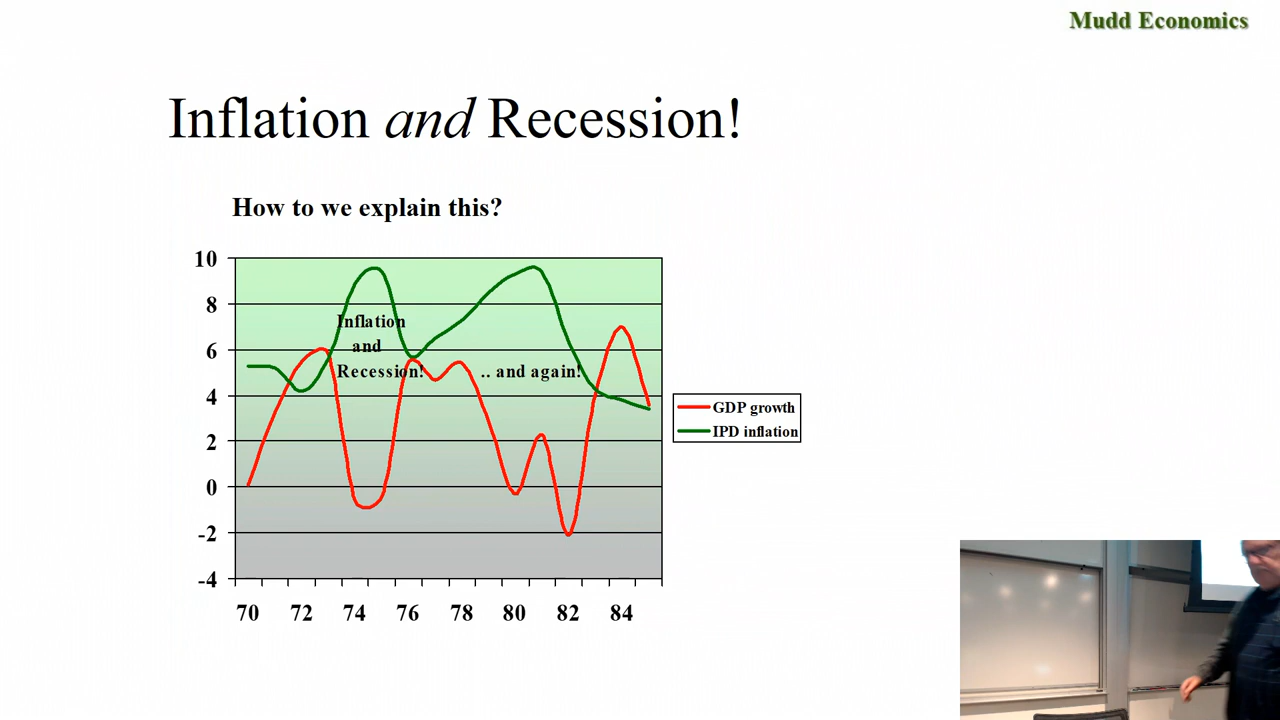 Mudd Economics
Inflation and Recession!
How to we explain this?
10
8
6
4
2
0
-2
-4
Inflation
and
Recession!
.. and again!
GDP growth
IPD inflation
70 72 74 76 78 80 82 84